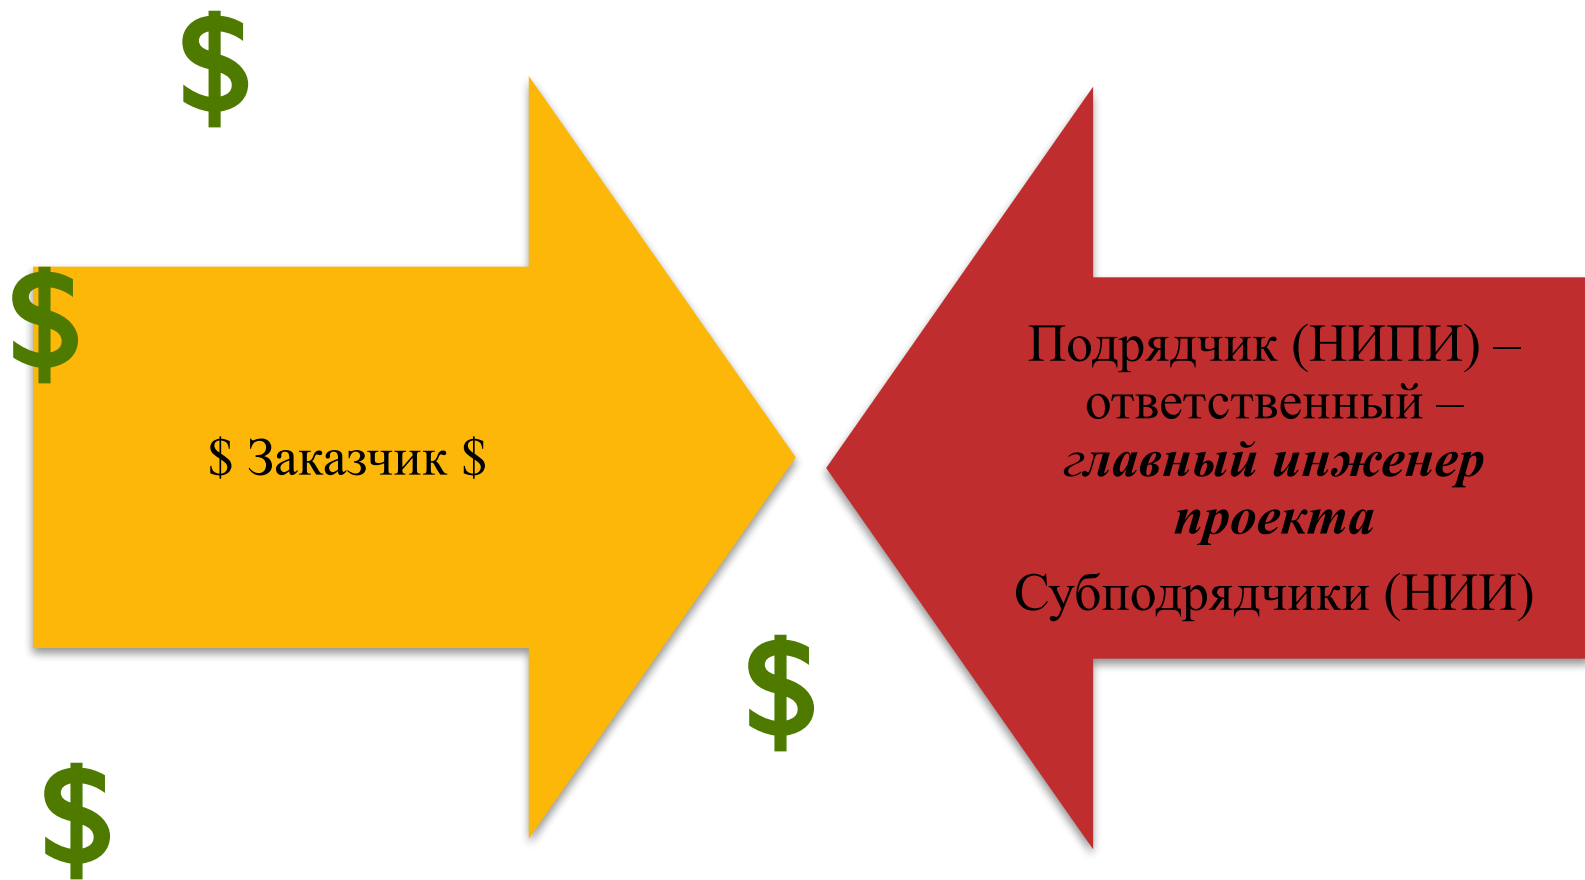 $
$
$ Заказчик $
Подрядчик (НИПИ) –
ответственный –
главный инженер
проекта
Субподрядчики (НИИ)
$
$